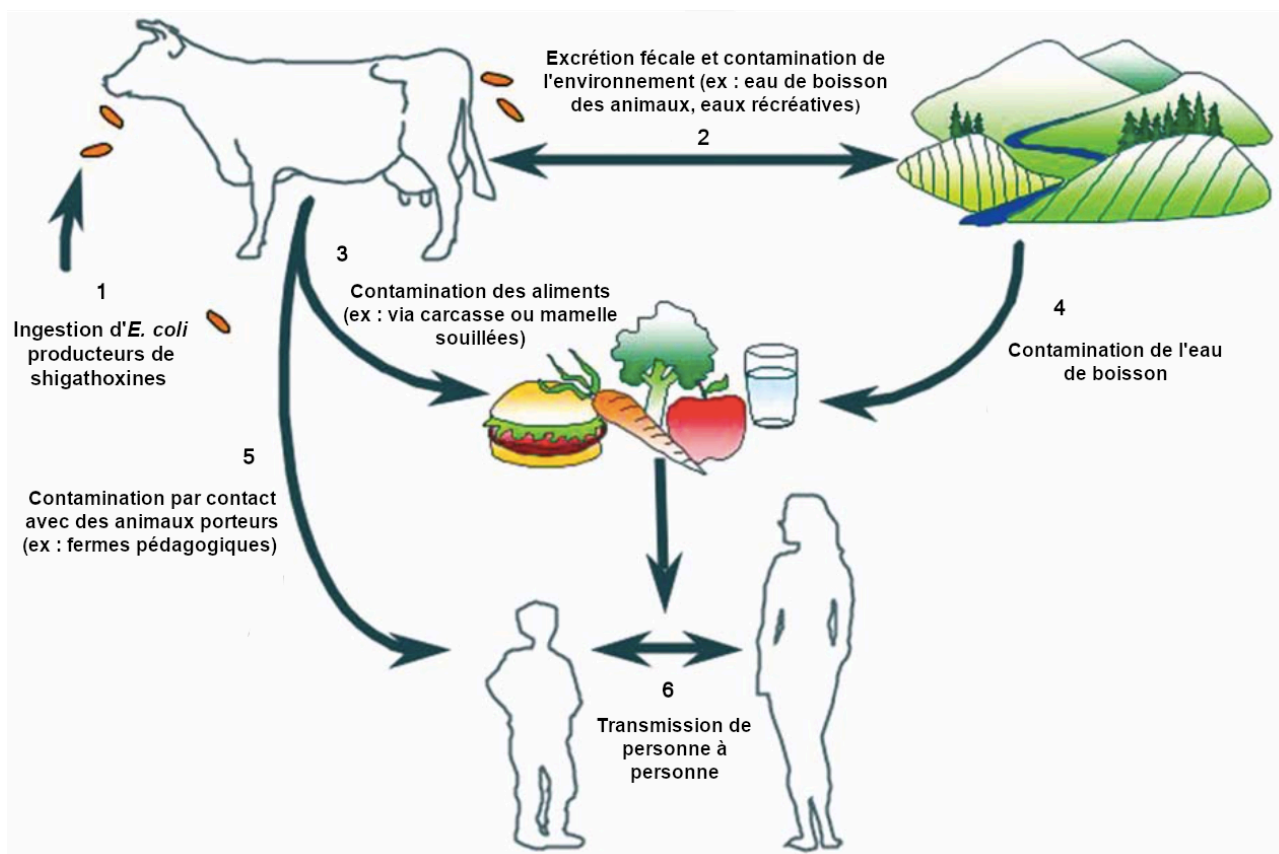 Excrétion fécale et contamination de
l'environnement (ex : eau de boisson
des animaux, eaux récréatives)
2
1
Ingestion d'E. coli
producteurs de
shigathoxines
3
Contamination des aliments
(ex : via carcasse ou mamelle
souillées)
4
Contamination de l'eau
de boisson
5
Contamination par contact
avec des animaux porteurs
(ex : fermes pédagogiques)
6
Transmission de
personne à
personne